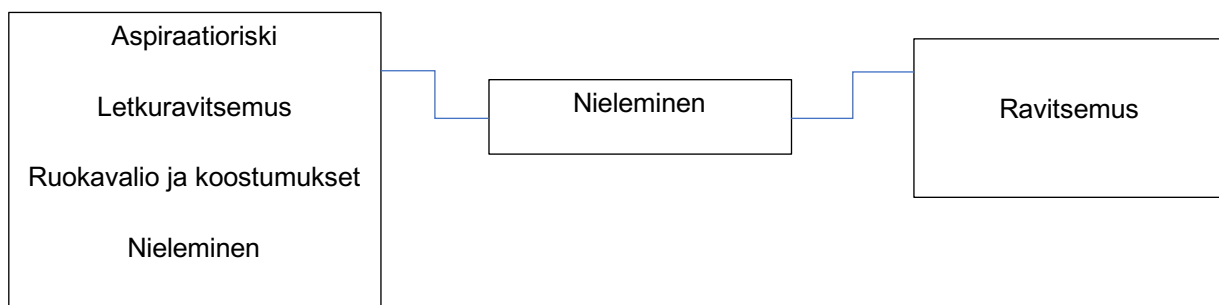 Aspiraatioriski
Letkuravitsemus
Ruokavalio ja koostumukset
Nieleminen
Nieleminen
Ravitsemus